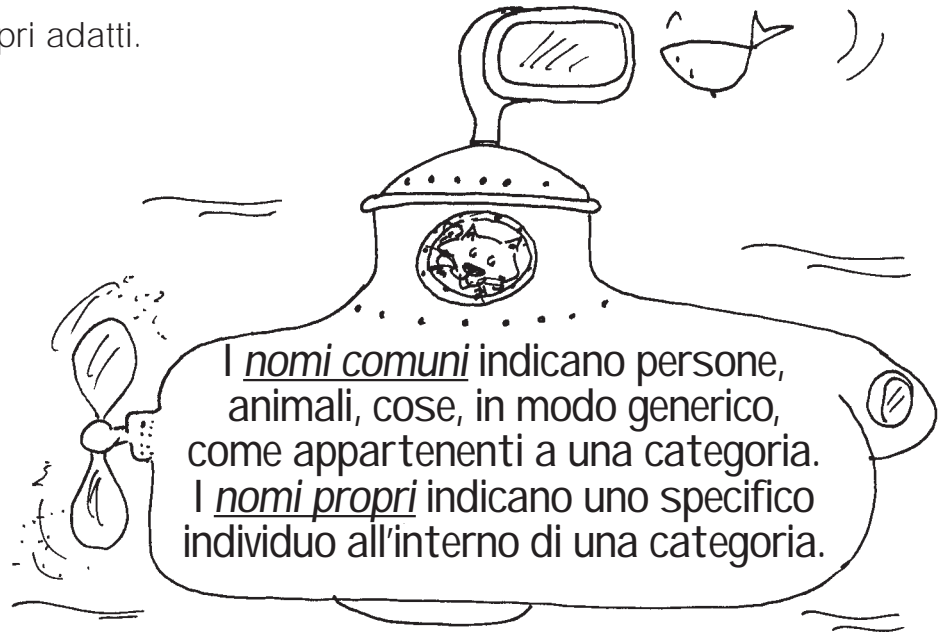 pri adatti.
I nomi comuni indicano persone,
animali, cose, in modo generico,
come appartenenti a una categoria.
I nomi propri indicano uno specifico
individuo all'interno di una categoria.